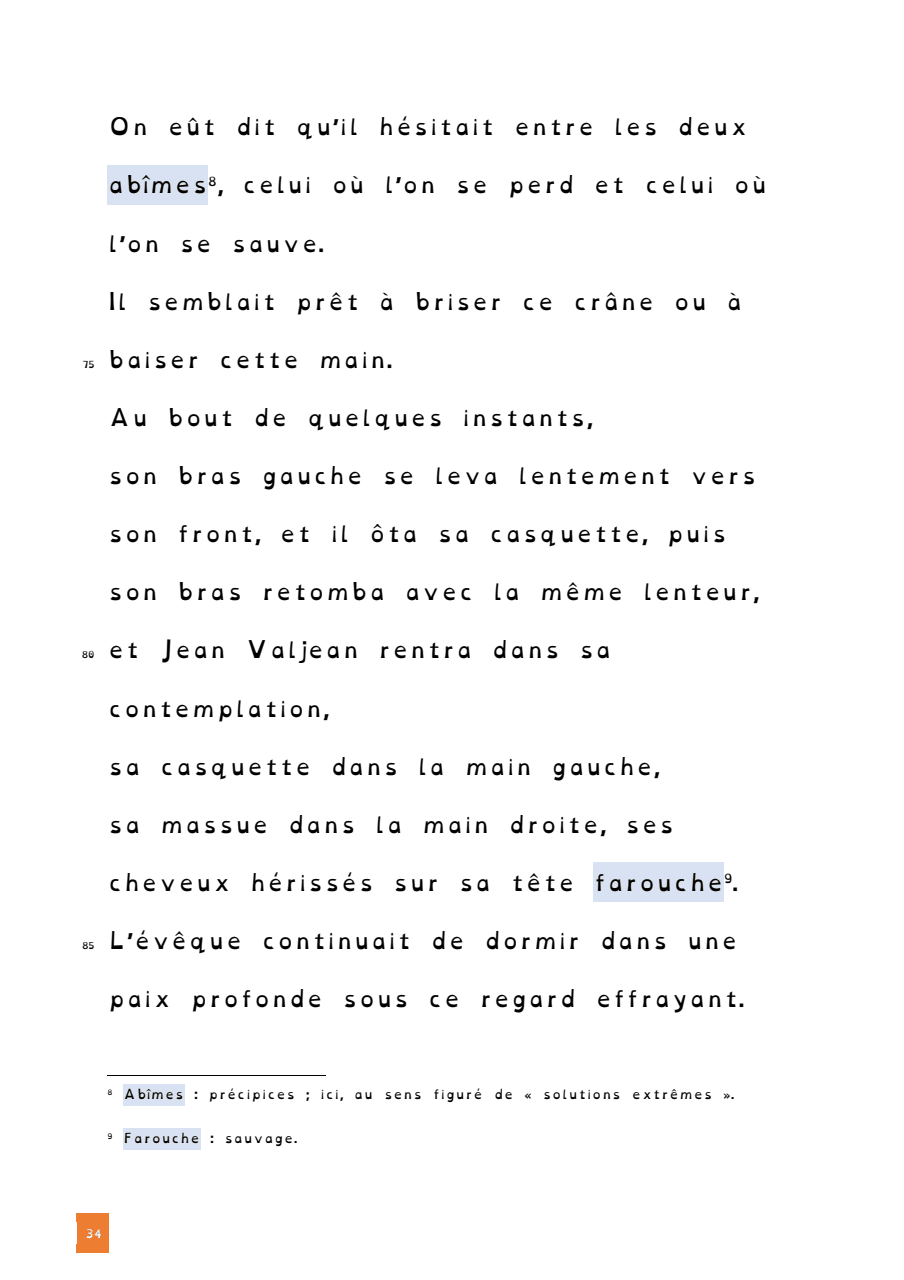 On eût dit qu'il hésitait entre les deux
abîmes⁸, celui où l'on se perd et celui où
l'on se sauve.
Il semblait prêt à briser ce crâne ou à
75 baiser cette main.
Au bout de quelques instants,
son bras gauche se leva lentement vers
son front, et il ôta sa casquette, puis
son bras retomba avec la même lenteur,
80 et Jean Valjean rentra dans sa
contemplation,
sa casquette dans la main gauche,
sa massue dans la main droite, ses
cheveux hérissés sur sa tête farouche⁹.
85 L'évêque continuait de dormir dans une
paix profonde sous ce regard effrayant.
⁸ Abîmes : précipices ; ici, au sens figuré de « solutions extrêmes ».
⁹ Farouche : sauvage.
34